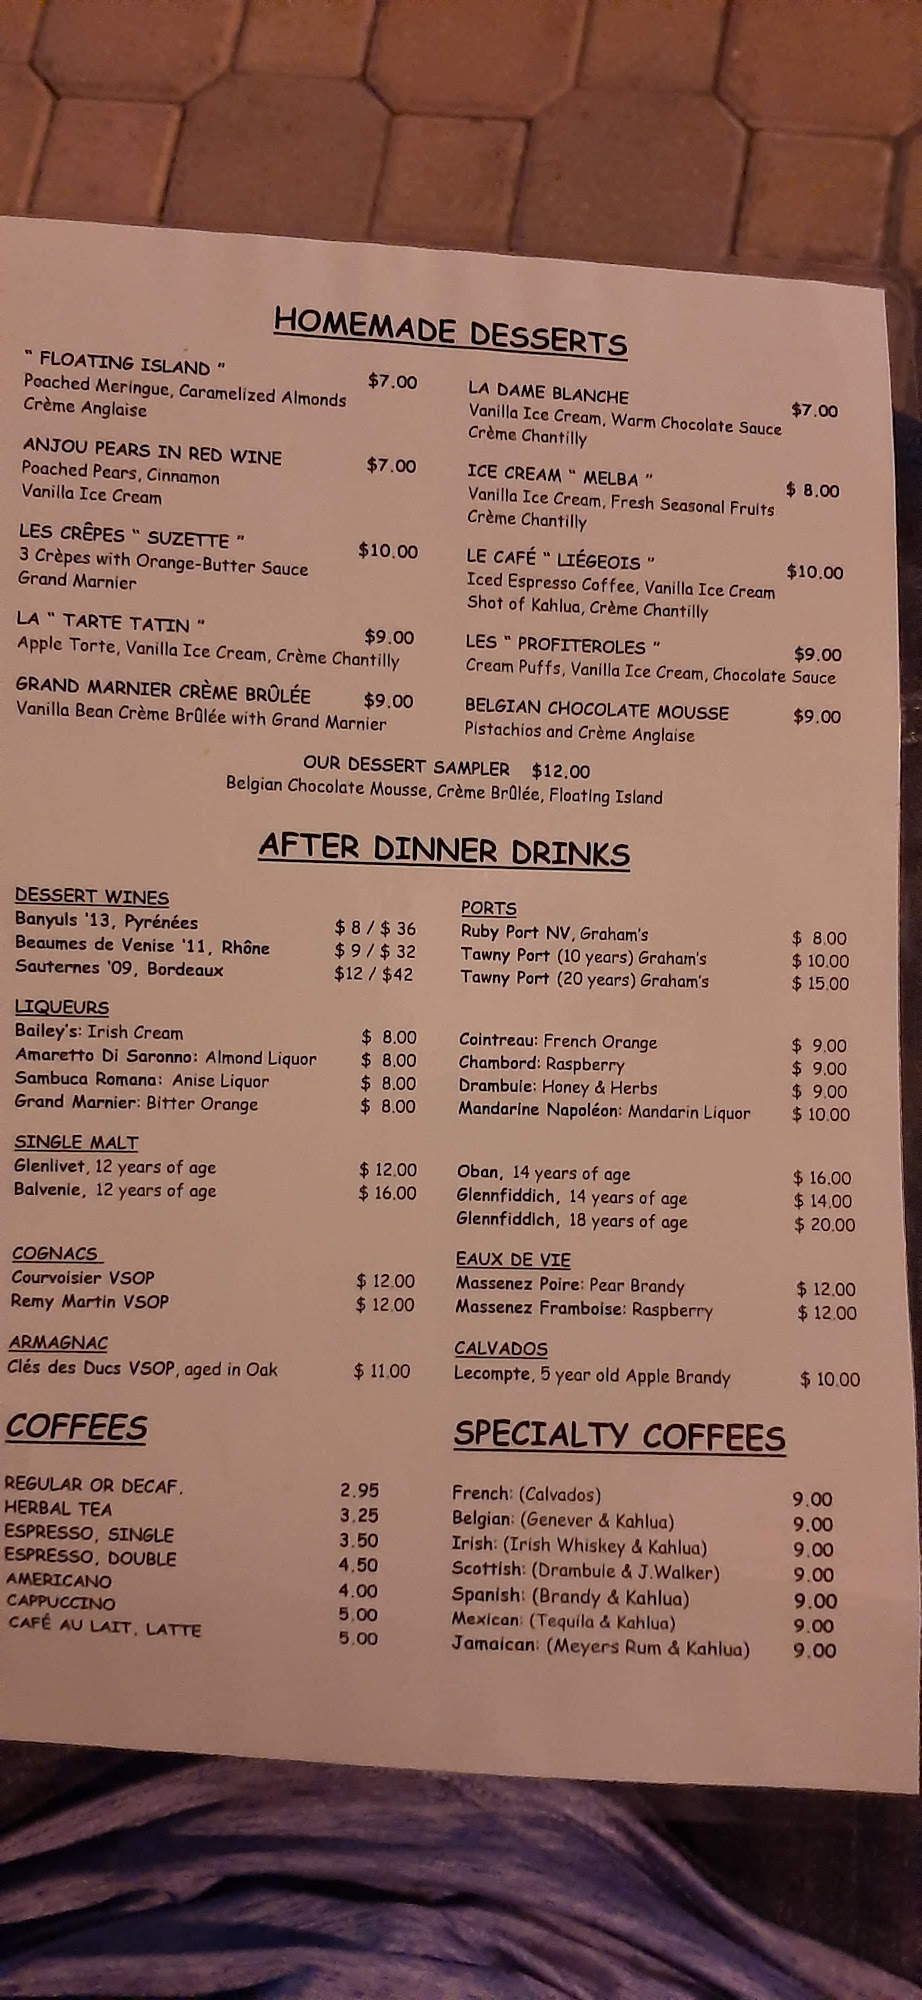 HOMEMADE DESSERTS
" FLOATING ISLAND "
$7.00
Poached Meringue, Caramelized Almonds
Crème Anglaise
ANJOU PEARS IN RED WINE
$7.00
Poached Pears, Cinnamon
Vanilla Ice Cream
LES CRÊPES " SUZETTE "
$10.00
3 Crèpes with Orange-Butter Sauce
Grand Marnier
LA " TARTE TATIN "
$9.00
Apple Torte, Vanilla Ice Cream, Crème Chantilly
GRAND MARNIER CRÈME BRÛLÉE $9.00
Vanilla Bean Crème Brûlée with Grand Marnier
LA DAME BLANCHE
$7.00
Vanilla Ice Cream, Warm Chocolate Sauce
Crème Chantilly
ICE CREAM " MELBA "
$ 8.00
Vanilla Ice Cream, Fresh Seasonal Fruits
Crème Chantilly
LE CAFÉ " LIÉGEOIS "
$10.00
Iced Espresso Coffee, Vanilla Ice Cream
Shot of Kahlua, Crème Chantilly
LES " PROFITEROLES "
$9.00
Cream Puffs, Vanilla Ice Cream, Chocolate Sauce
BELGIAN CHOCOLATE MOUSSE $9.00
Pistachios and Crème Anglaise
OUR DESSERT SAMPLER $12.00
Belgian Chocolate Mousse, Crème Brûlée, Floating Island
AFTER DINNER DRINKS
DESSERT WINES
Banyuls '13, Pyrénées $ 8 / $ 36
Beaumes de Venise '11, Rhône $ 9 / $ 32
Sauternes '09, Bordeaux $12 / $42
PORTS
Ruby Port NV, Graham's $ 8.00
Tawny Port (10 years) Graham's $ 10.00
Tawny Port (20 years) Graham's $ 15.00
LIQUEURS
Bailey's: Irish Cream $ 8.00
Amaretto Di Saronno: Almond Liquor $ 8.00
Sambuca Romana: Anise Liquor $ 8.00
Grand Marnier: Bitter Orange $ 8.00
Cointreau: French Orange $ 9.00
Chambord: Raspberry $ 9.00
Drambuie: Honey & Herbs $ 9.00
Mandarine Napoléon: Mandarin Liquor $ 10.00
SINGLE MALT
Glenlivet, 12 years of age $ 12.00
Balvenie, 12 years of age $ 16.00
Oban, 14 years of age $ 16.00
Glennfiddich, 14 years of age $ 14.00
Glennfiddich, 18 years of age $ 20.00
COGNACS
Courvoisier VSOP $ 12.00
Remy Martin VSOP $ 12.00
EAUX DE VIE
Massenez Poire: Pear Brandy $ 12.00
Massenez Framboise: Raspberry $ 12.00
ARMAGNAC
Clés des Ducs VSOP, aged in Oak $ 11.00
CALVADOS
Lecompte, 5 year old Apple Brandy $ 10.00
COFFEES
REGULAR OR DECAF. 2.95
HERBAL TEA 3.25
ESPRESSO, SINGLE 3.50
ESPRESSO, DOUBLE 4.50
AMERICANO 4.00
CAPPUCCINO 5.00
CAFÉ AU LAIT, LATTE 5.00
SPECIALTY COFFEES
French: (Calvados) 9.00
Belgian: (Genever & Kahlua) 9.00
Irish: (Irish Whiskey & Kahlua) 9.00
Scottish: (Drambuie & J.Walker) 9.00
Spanish: (Brandy & Kahlua) 9.00
Mexican: (Tequila & Kahlua) 9.00
Jamaican: (Meyers Rum & Kahlua) 9.00